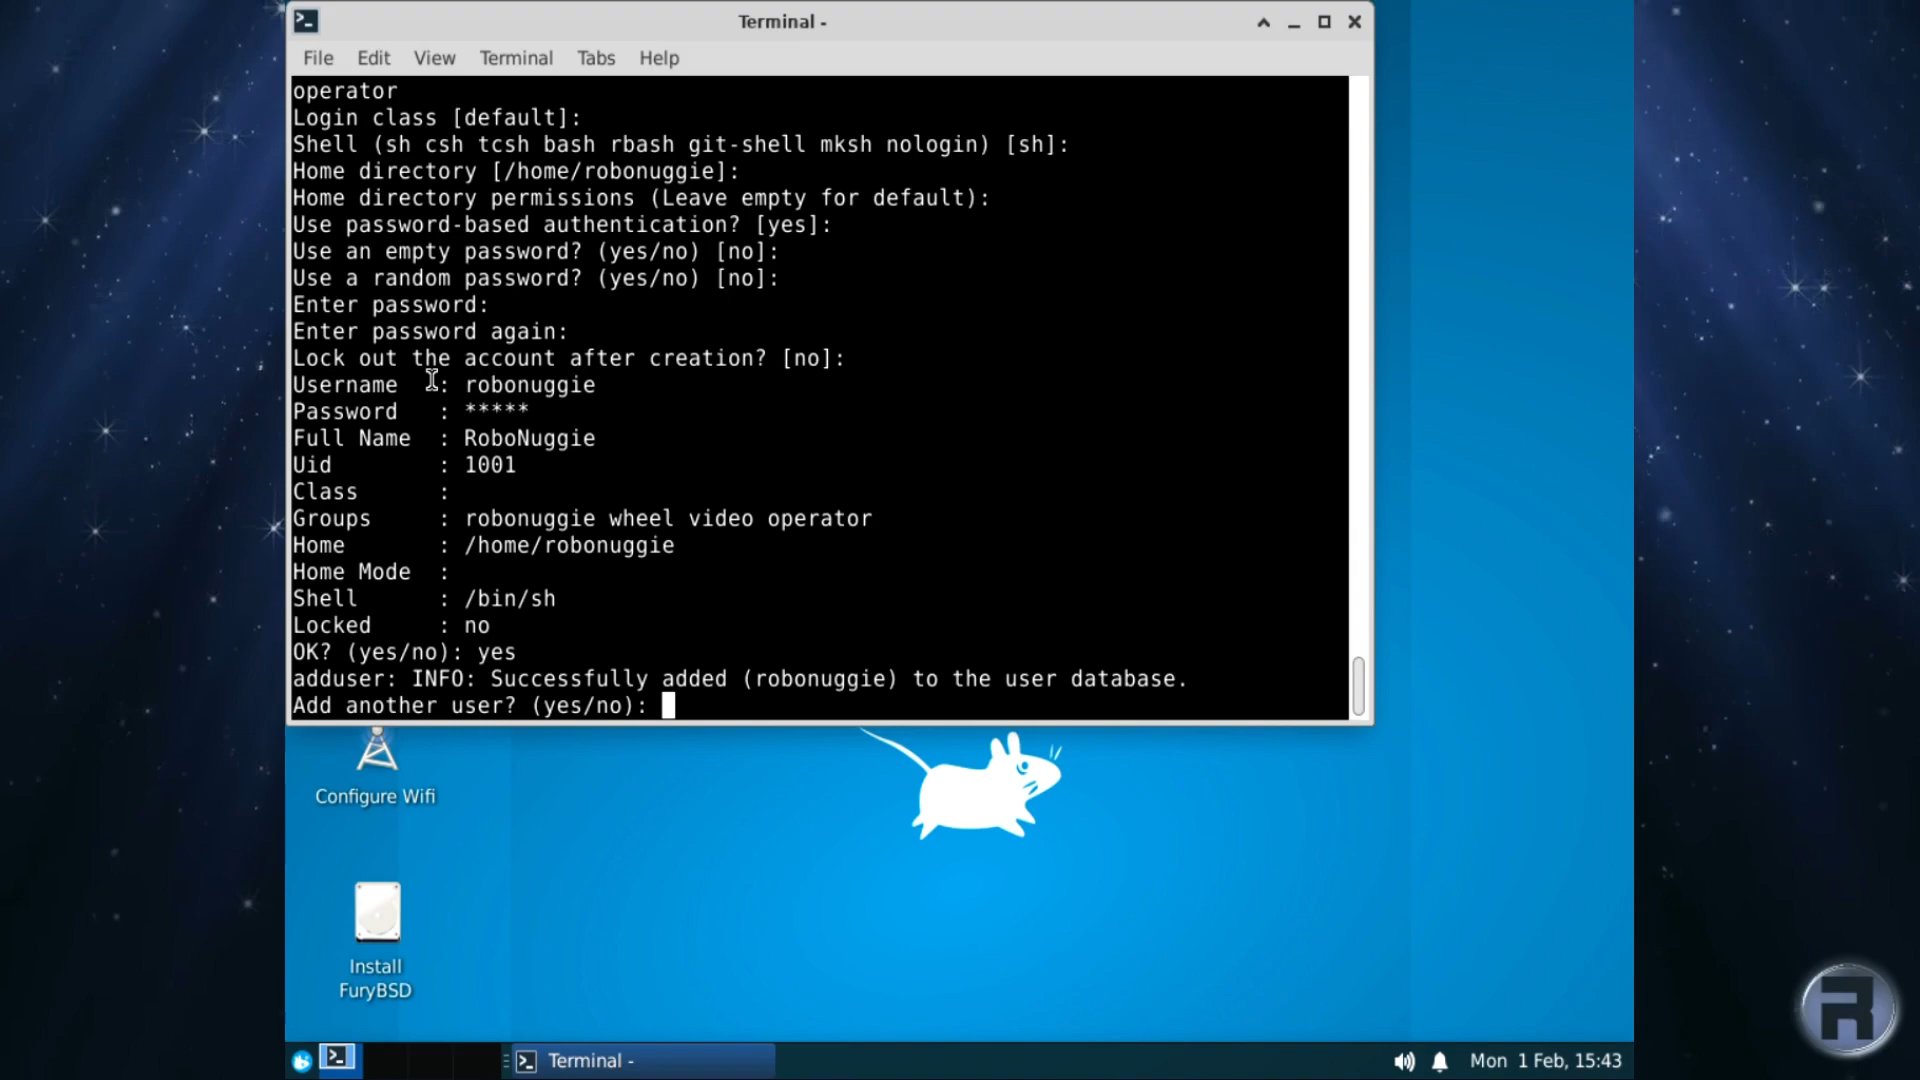 Terminal -
File Edit View Terminal Tabs Help
operator
Login class [default]:
Shell (sh csh tcsh bash rbash git-shell mksh nologin) [sh]:
Home directory [/home/robonuggie]:
Home directory permissions (Leave empty for default):
Use password-based authentication? [yes]:
Use an empty password? (yes/no) [no]:
Use a random password? (yes/no) [no]:
Enter password:
Enter password again:
Lock out the account after creation? [no]:
Username : robonuggie
Password : *****
Full Name : RoboNuggie
Uid : 1001
Class :
Groups : robonuggie wheel video operator
Home : /home/robonuggie
Home Mode :
Shell : /bin/sh
Locked : no
OK? (yes/no): yes
adduser: INFO: Successfully added (robonuggie) to the user database.
Add another user? (yes/no):
Configure Wifi
Install
FuryBSD
Terminal -
Mon 1 Feb, 15:43
R